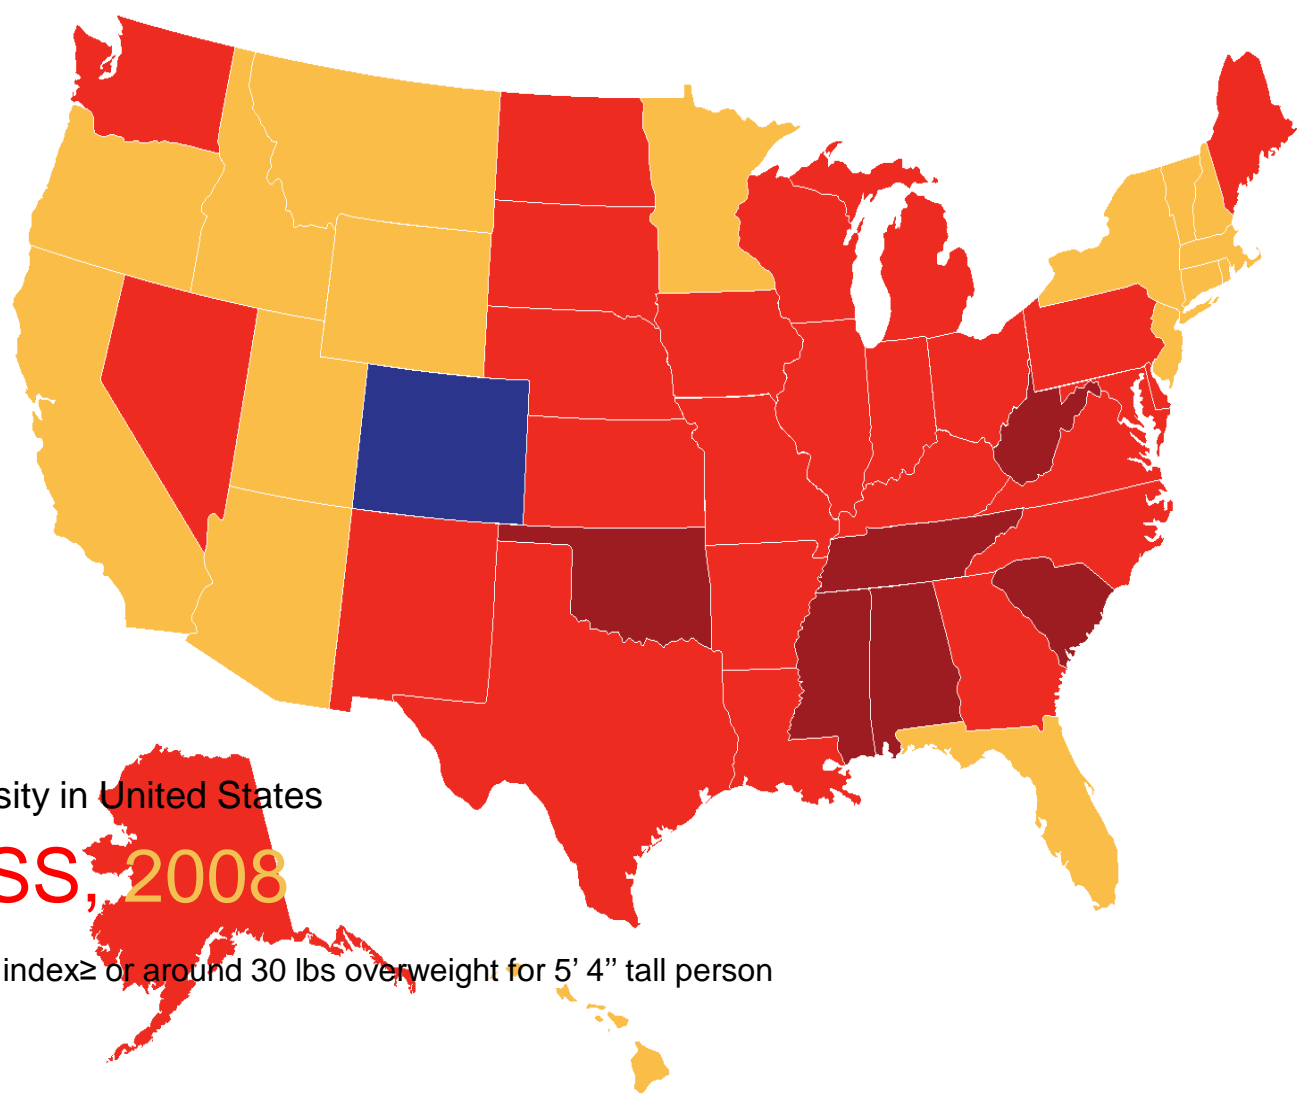 sity in United States
SS, 2008
index≥ or around 30 lbs overweight for 5’ 4” tall person